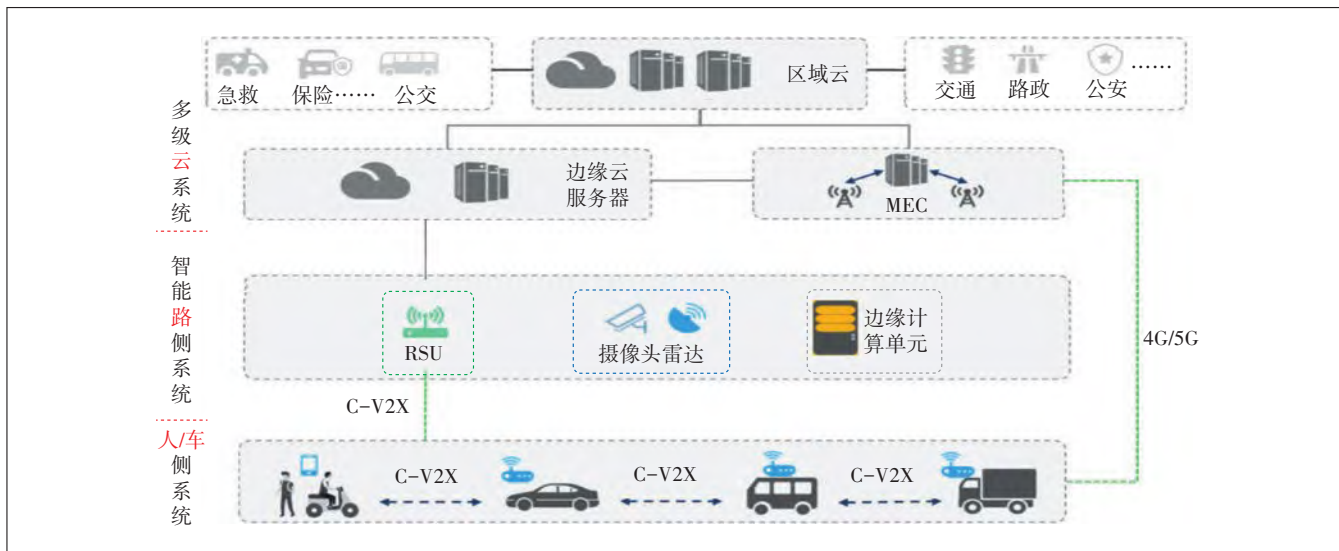 急救
保险……
公交
区域云
交通
路政
公安
……
多级云系统
边缘云
服务器
MEC
智能路侧系统
RSU
摄像头雷达
边缘计
算单元
4G/5G
C-V2X
人/车侧系统
C-V2X
C-V2X
C-V2X